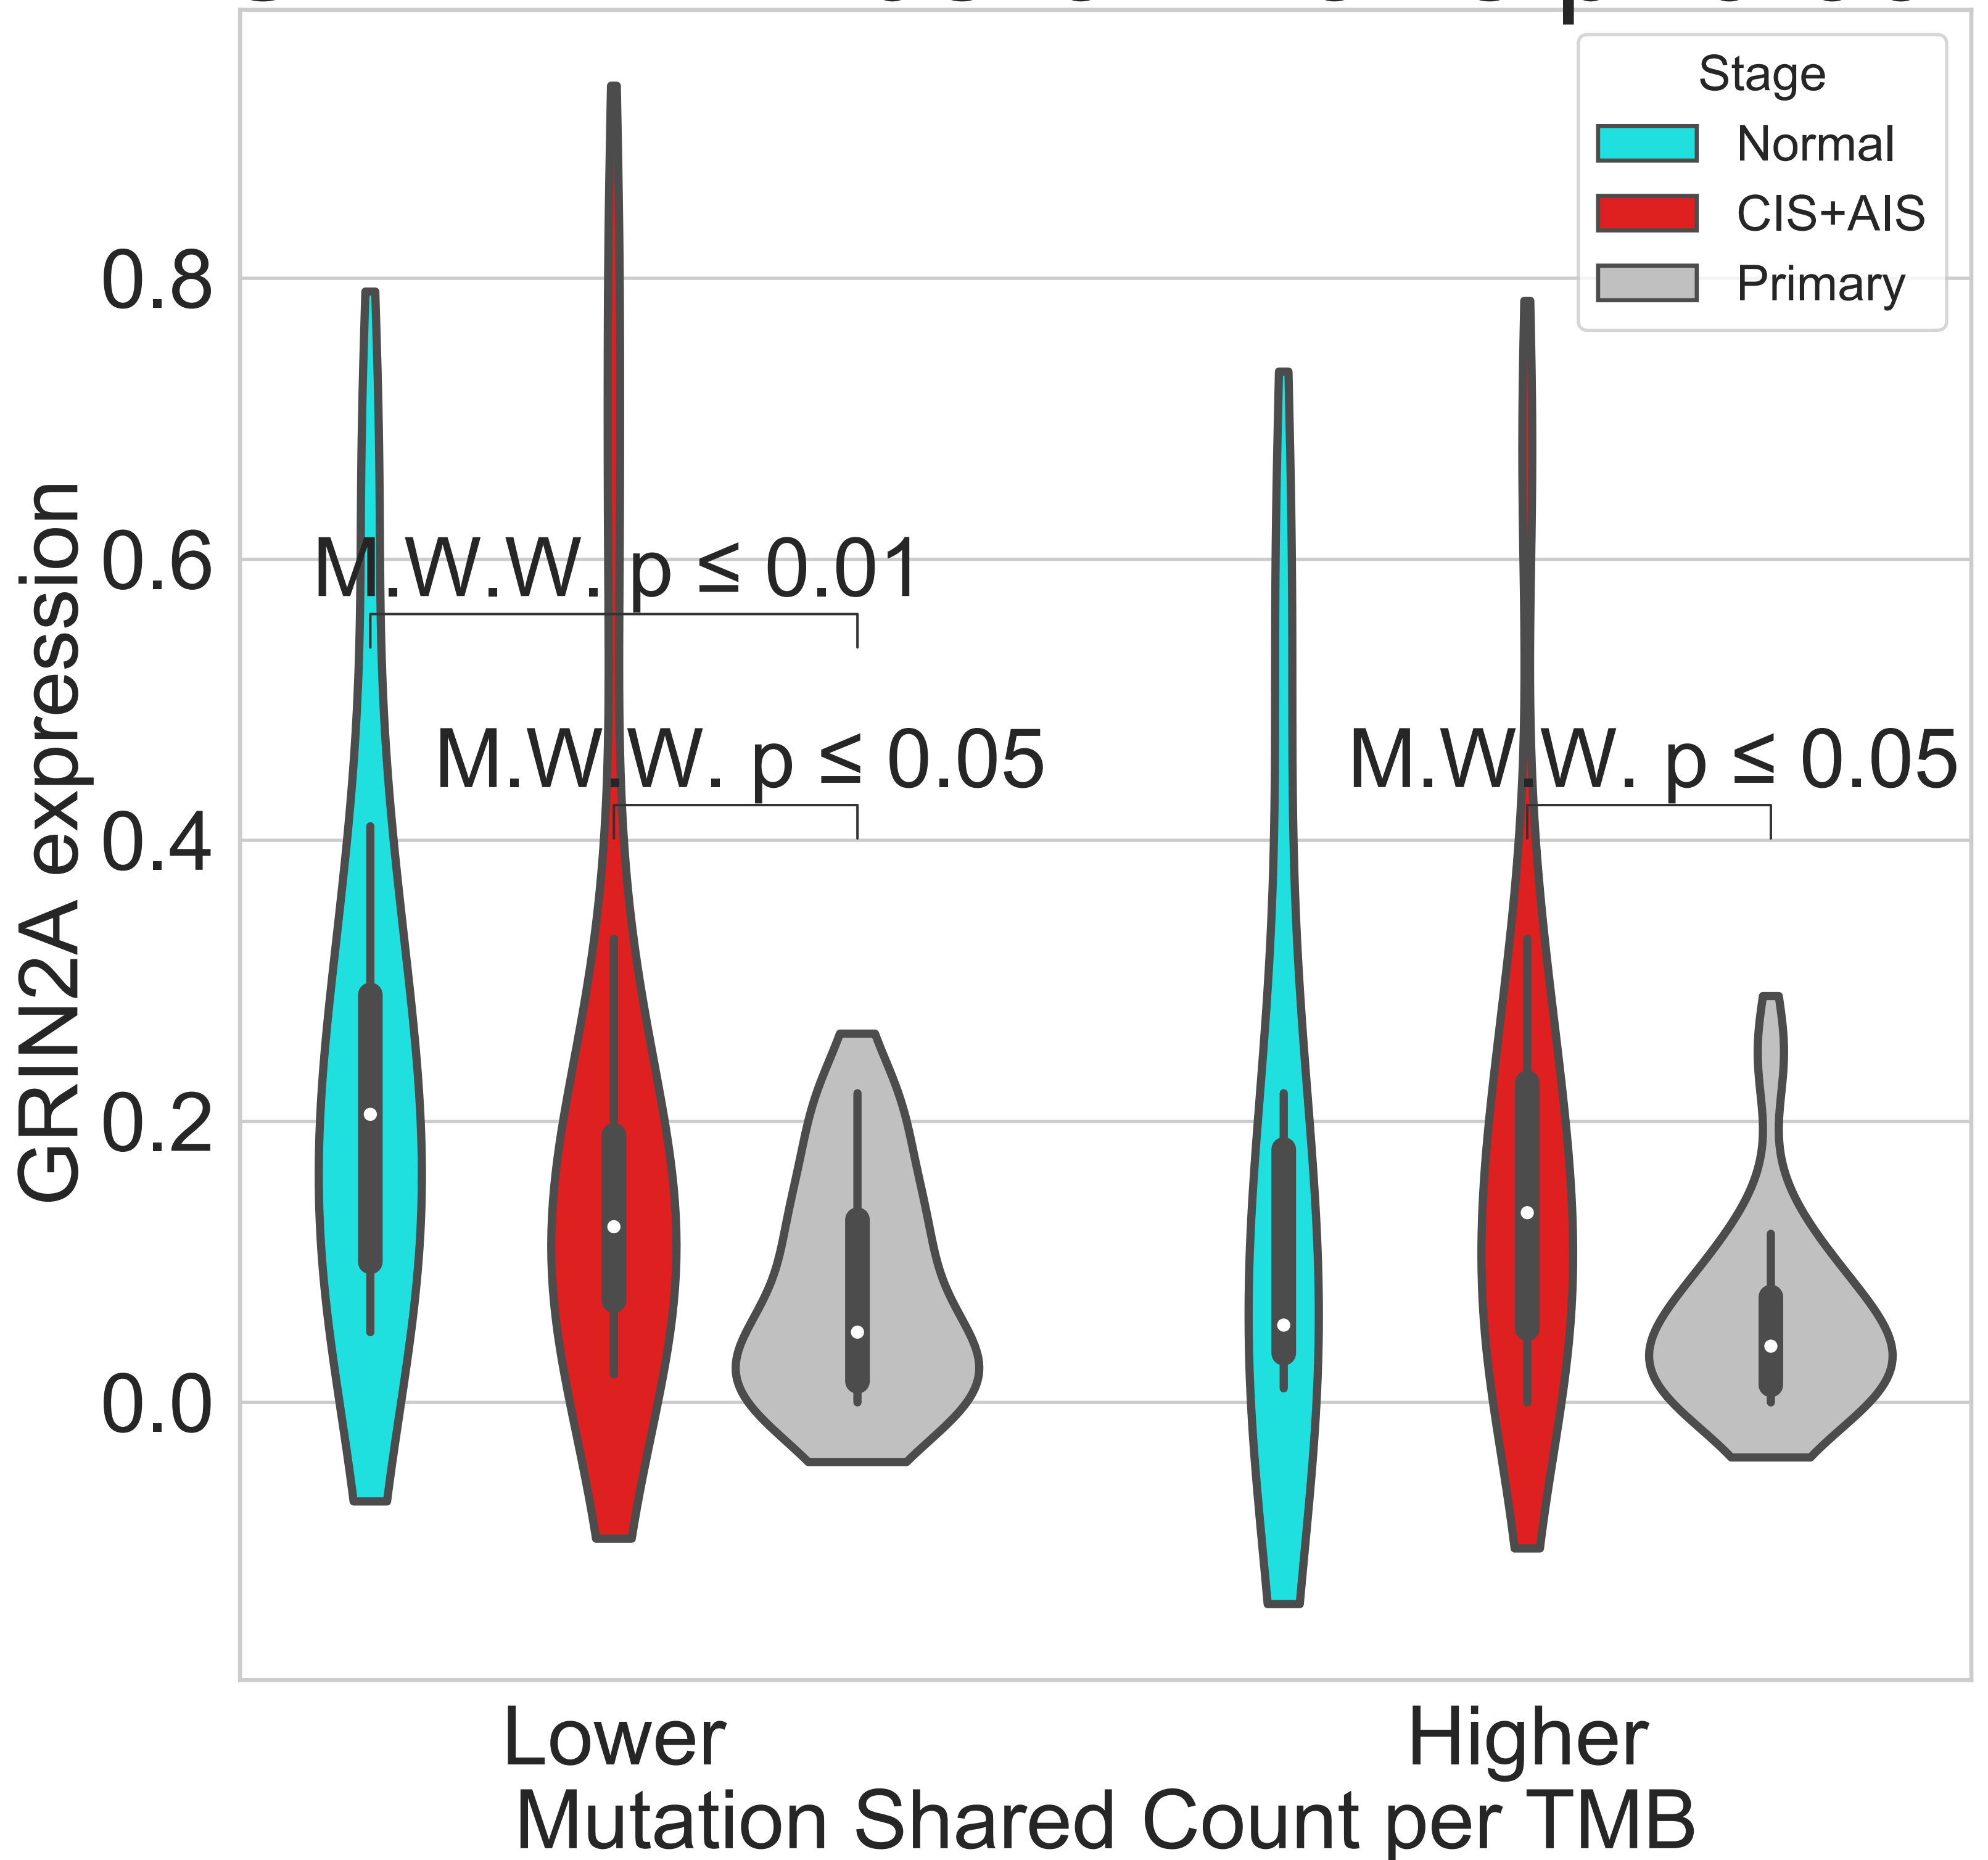 Stage
Normal
CIS+AIS
Primary
GRIN2A expression
0.8
0.6
0.4
0.2
0.0
M.W.W. p ≤ 0.01
M.W.W. p ≤ 0.05
M.W.W. p ≤ 0.05
Lower
Higher
Mutation Shared Count per TMB